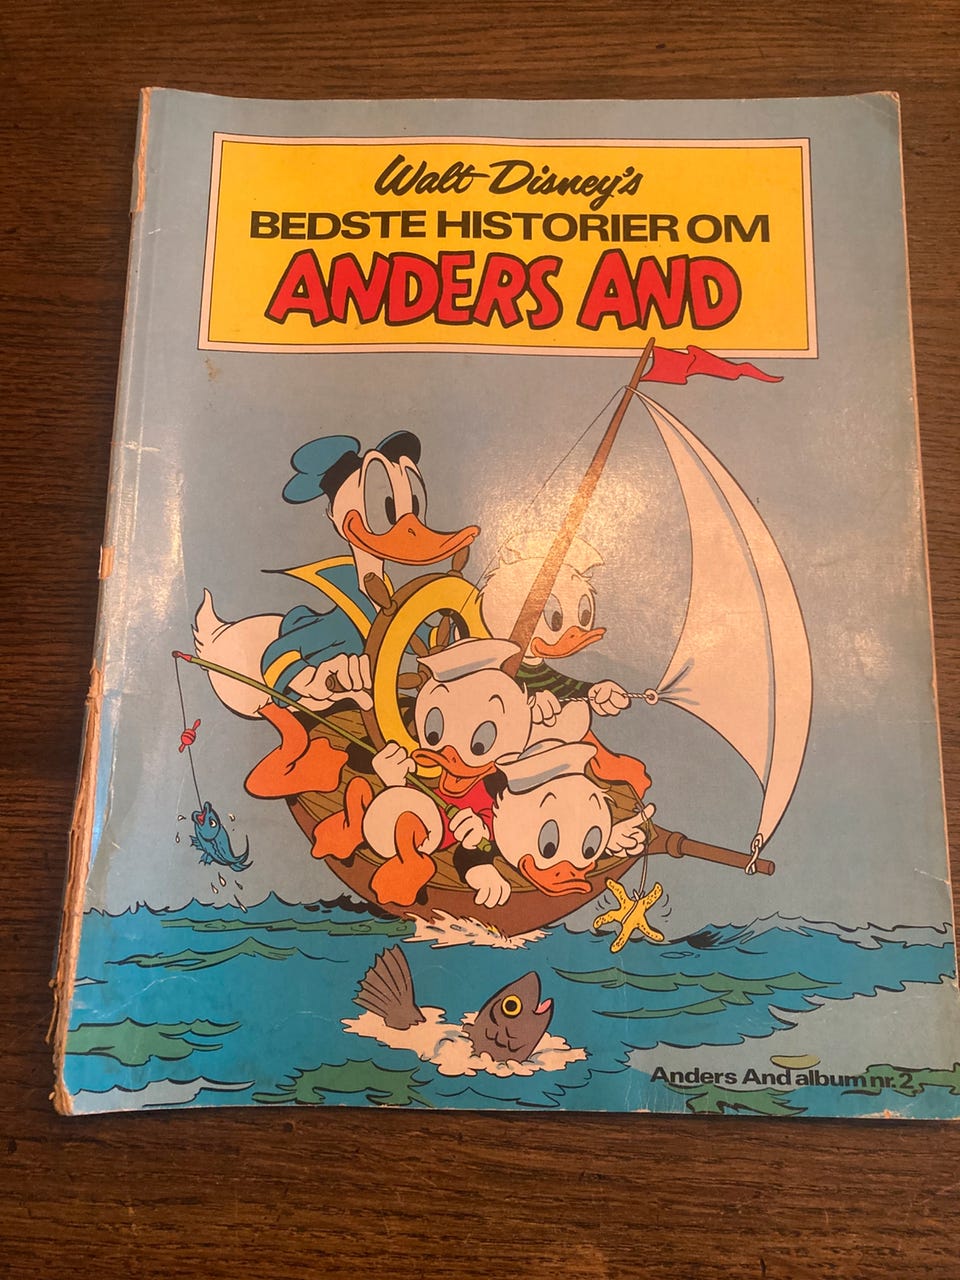 Walt Disney's
BEDSTE HISTORIER OM
ANDERS AND
Anders And album nr. 2